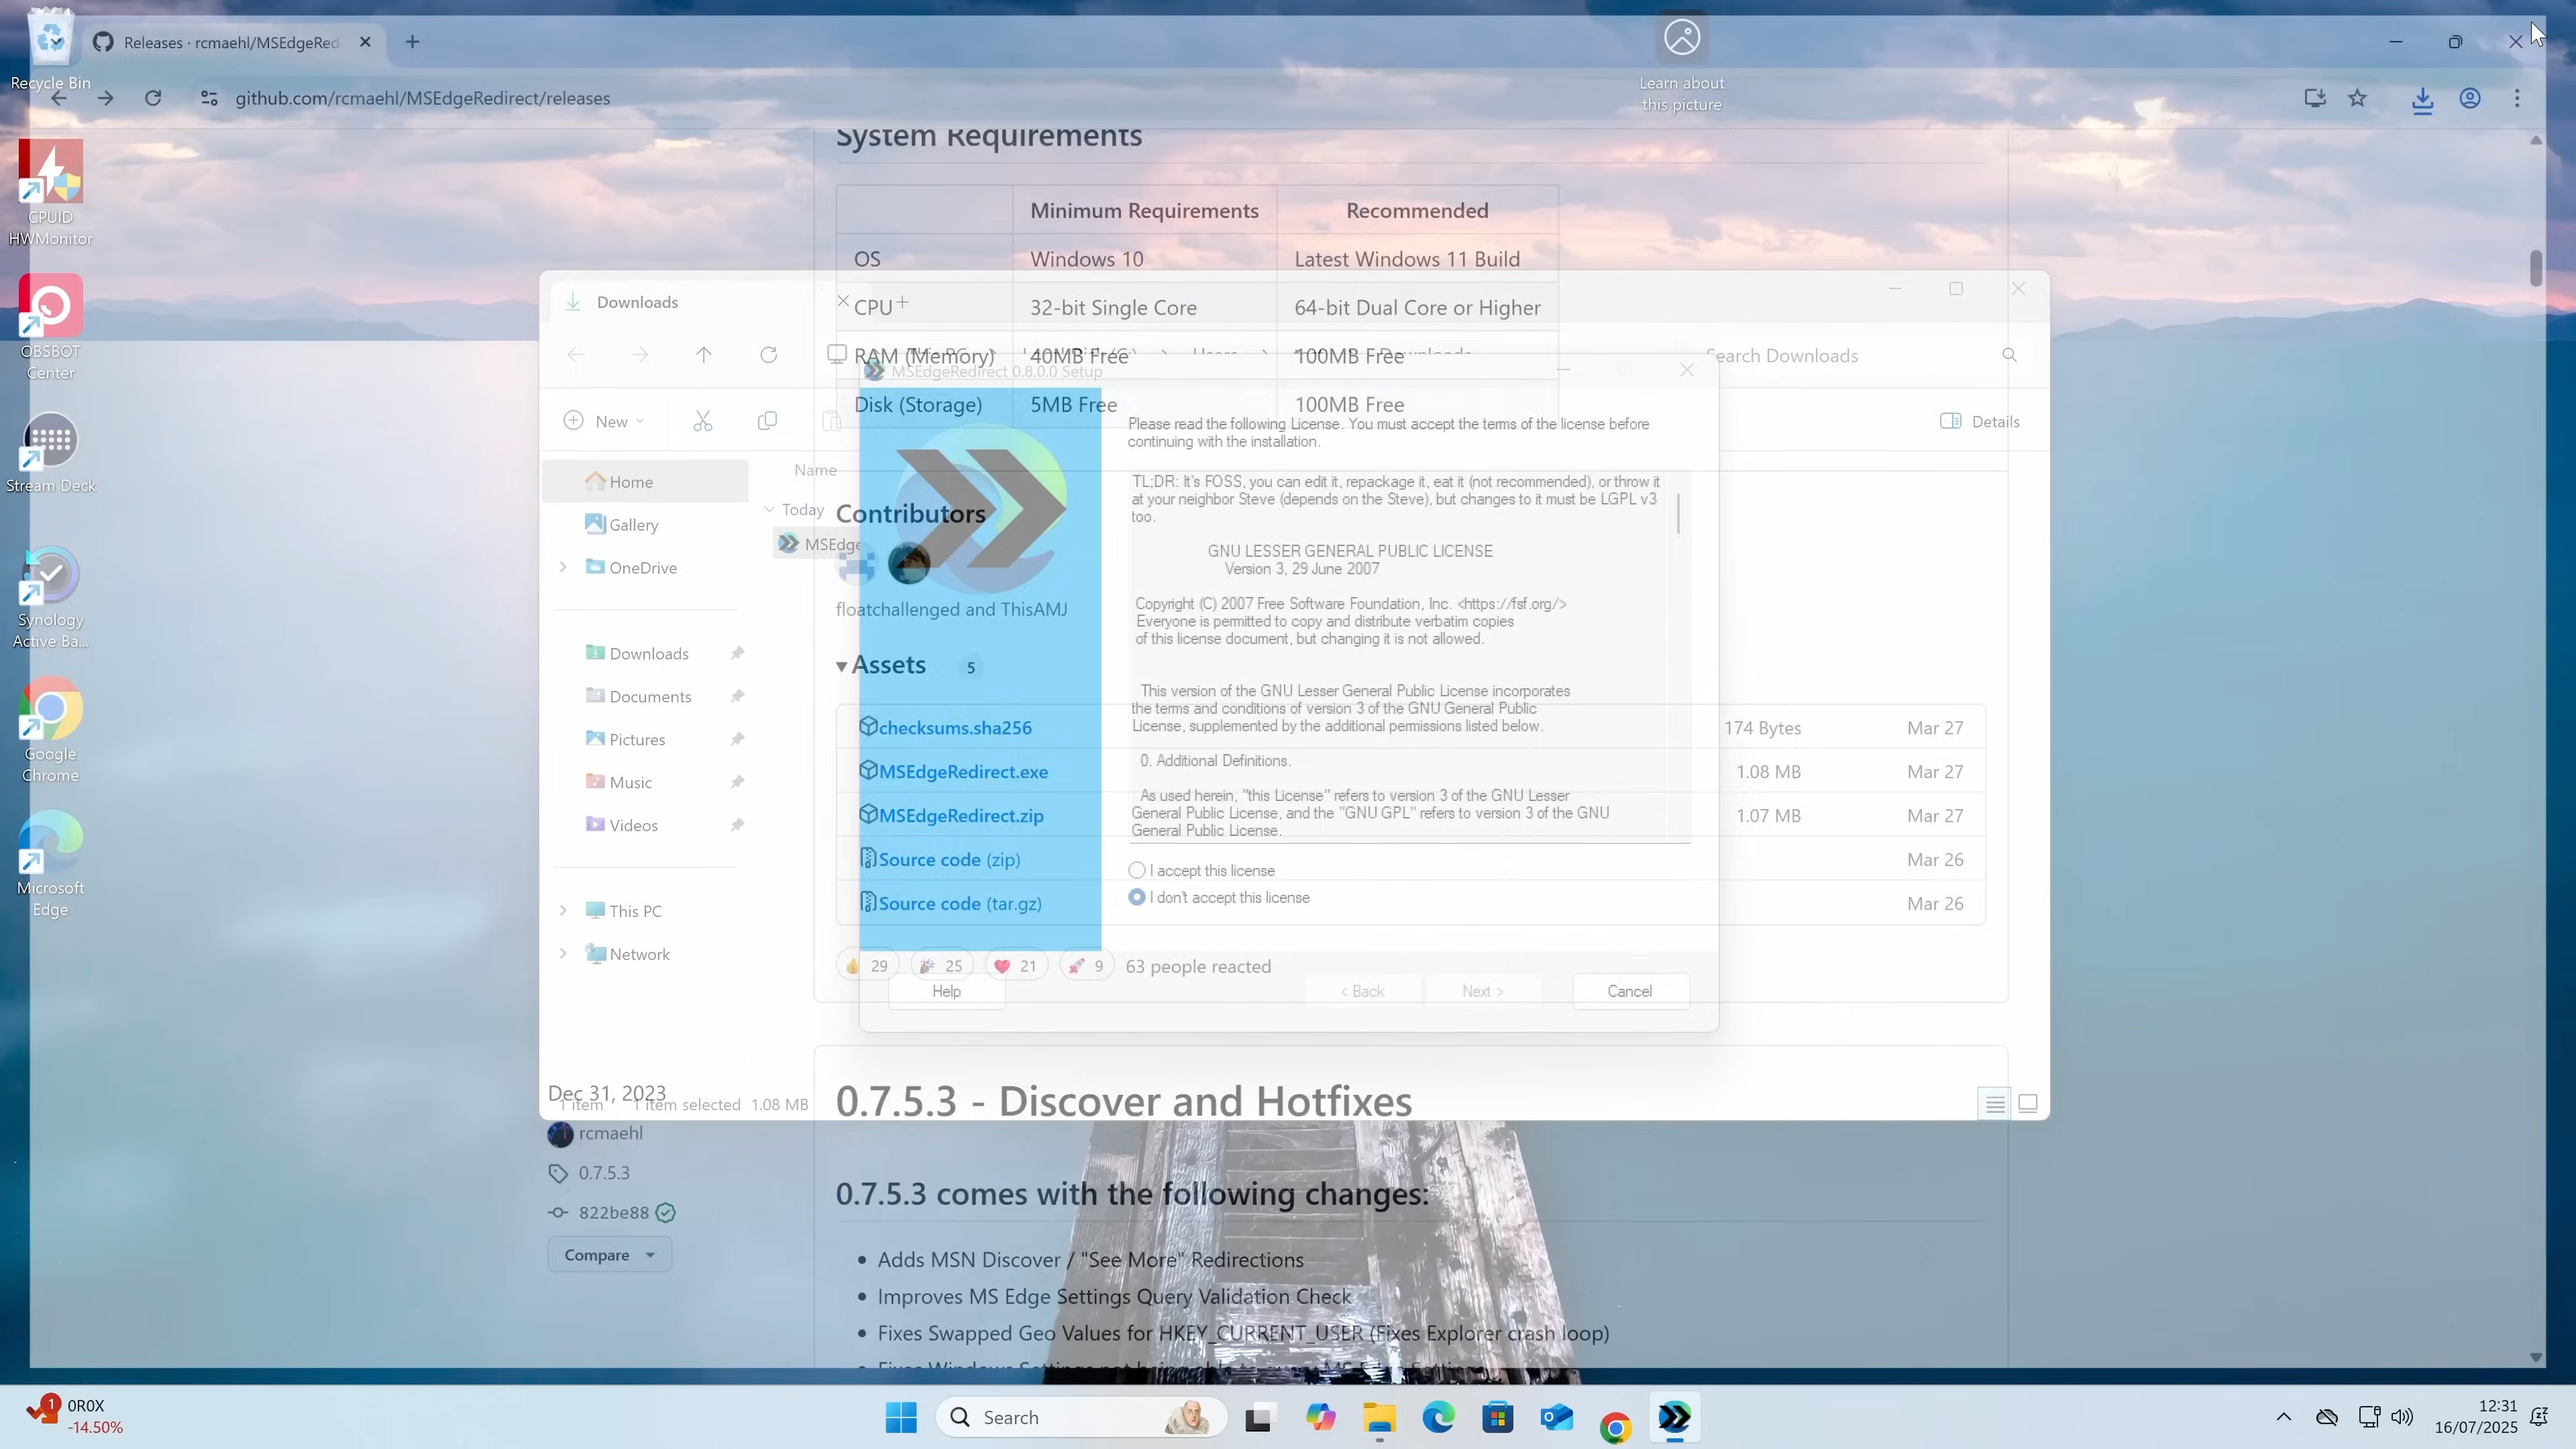 Recycle Bin
CPUID
HWMonitor
OBSBOT
Center
Stream Deck
Synology
Active Ba...
Google
Chrome
Microsoft
Edge
Learn about
this picture
Releases · rcmaehl/MSEdgeRed
github.com/rcmaehl/MSEdgeRedirect/releases
System Requirements
Minimum Requirements Recommended
OS Windows 10 Latest Windows 11 Build
CPU 32-bit Single Core 64-bit Dual Core or Higher
RAM (Memory) 40MB Free 100MB Free
Disk (Storage) 5MB Free 100MB Free
Contributors
floatchallenged and ThisAMJ
Assets 5
checksums.sha256 174 Bytes Mar 27
MSEdgeRedirect.exe 1.08 MB Mar 27
MSEdgeRedirect.zip 1.07 MB Mar 27
Source code (zip) Mar 26
Source code (tar.gz) Mar 26
29 25 21 9 63 people reacted
Dec 31, 2023
rcmaehl
0.7.5.3
822be88
Compare
0.7.5.3 - Discover and Hotfixes
0.7.5.3 comes with the following changes:
Adds MSN Discover / "See More" Redirections
Improves MS Edge Settings Query Validation Check
Fixes Swapped Geo Values for HKEY_CURRENT_USER (Fixes Explorer crash loop)
Downloads
Search Downloads
New
Details
Home
Gallery
OneDrive
Downloads
Documents
Pictures
Music
Videos
This PC
Network
Name
Today
MSEdge
1 item 1 item selected 1.08 MB
MSEdgeRedirect 0.8.0.0 Setup
Please read the following License. You must accept the terms of the license before
continuing with the installation.
TL;DR: It's FOSS, you can edit it, repackage it, eat it (not recommended), or throw it
at your neighbor Steve (depends on the Steve), but changes to it must be LGPL v3
too.
GNU LESSER GENERAL PUBLIC LICENSE
Version 3, 29 June 2007
Copyright (C) 2007 Free Software Foundation, Inc. <https://fsf.org/>
Everyone is permitted to copy and distribute verbatim copies
of this license document, but changing it is not allowed.
This version of the GNU Lesser General Public License incorporates
the terms and conditions of version 3 of the GNU General Public
License, supplemented by the additional permissions listed below.
0. Additional Definitions.
As used herein, "this License" refers to version 3 of the GNU Lesser
General Public License, and the "GNU GPL" refers to version 3 of the GNU
General Public License.
I accept this license
I don't accept this license
Help
< Back
Next >
Cancel
1
0R0X
-14.50%
Search
12:31
16/07/2025